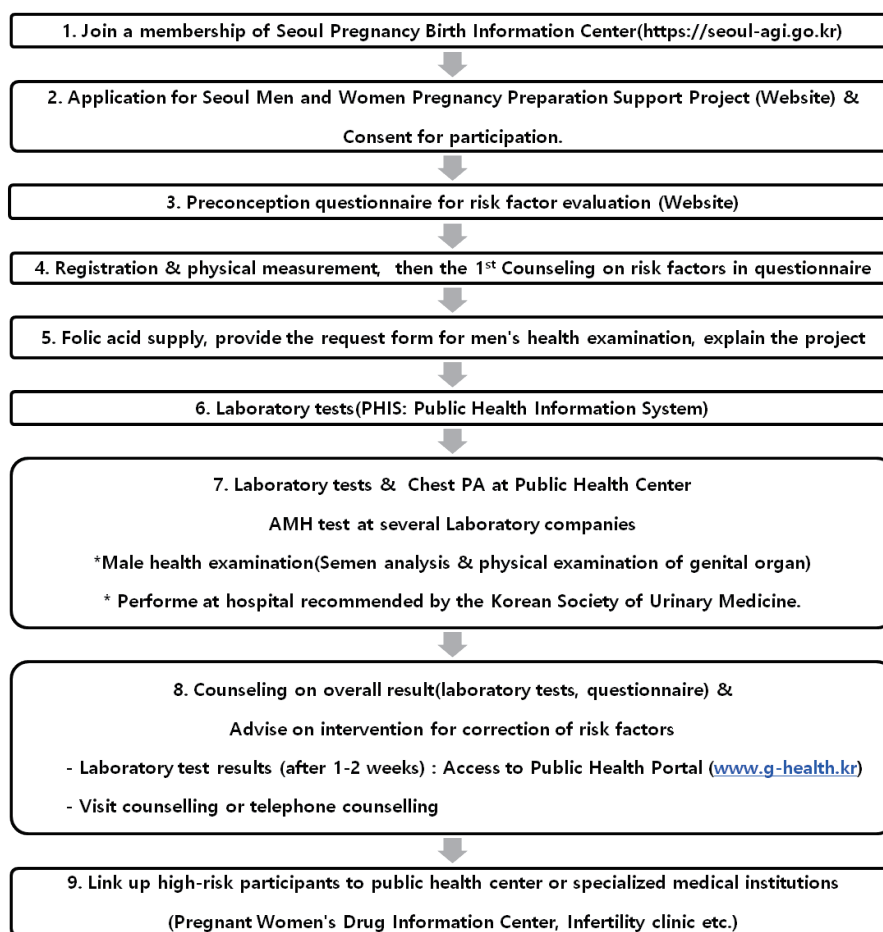 1. Join a membership of Seoul Pregnancy Birth Information Center(https://seoul-agi.go.kr)
2. Application for Seoul Men and Women Pregnancy Preparation Support Project (Website) &
Consent for participation.
3. Preconception questionnaire for risk factor evaluation (Website)
4. Registration & physical measurement, then the 1st Counseling on risk factors in questionnaire
5. Folic acid supply, provide the request form for men's health examination, explain the project
6. Laboratory tests(PHIS: Public Health Information System)
7. Laboratory tests & Chest PA at Public Health Center
AMH test at several Laboratory companies
*Male health examination(Semen analysis & physical examination of genital organ)
* Performe at hospital recommended by the Korean Society of Urinary Medicine.
8. Counseling on overall result(laboratory tests, questionnaire) &
Advise on intervention for correction of risk factors
- Laboratory test results (after 1-2 weeks) : Access to Public Health Portal (www.g-health.kr)
- Visit counselling or telephone counselling
9. Link up high-risk participants to public health center or specialized medical institutions
(Pregnant Women's Drug Information Center, Infertility clinic etc.)